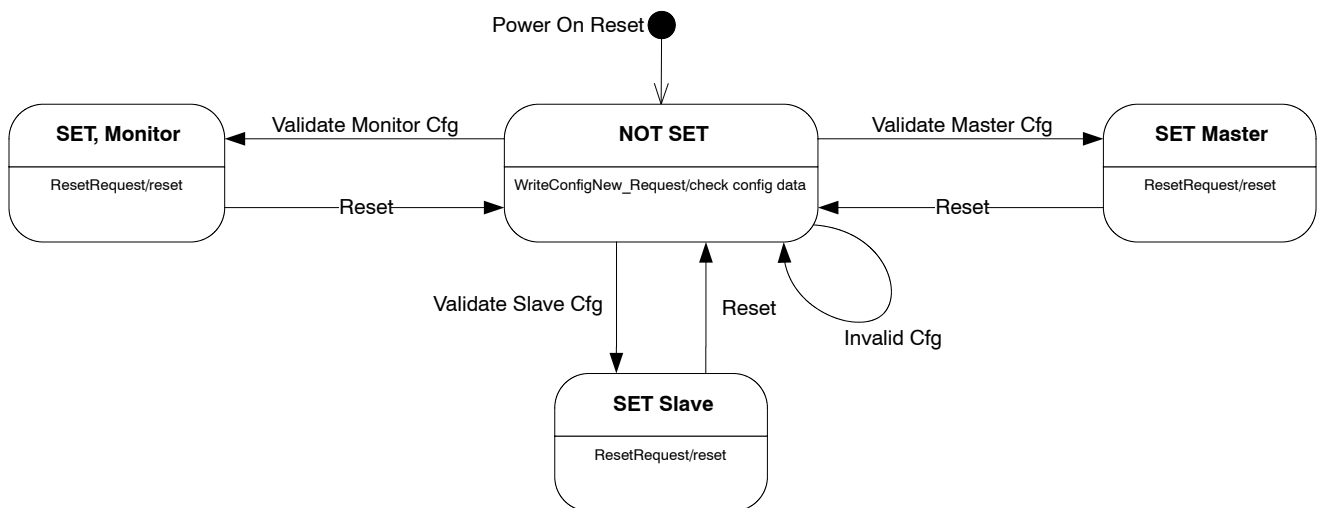 Power On Reset
SET, Monitor
ResetRequest/reset
Validate Monitor Cfg
Reset
NOT SET
WriteConfigNew_Request/check config data
Validate Master Cfg
Reset
SET Master
ResetRequest/reset
Validate Slave Cfg
Reset
Invalid Cfg
SET Slave
ResetRequest/reset